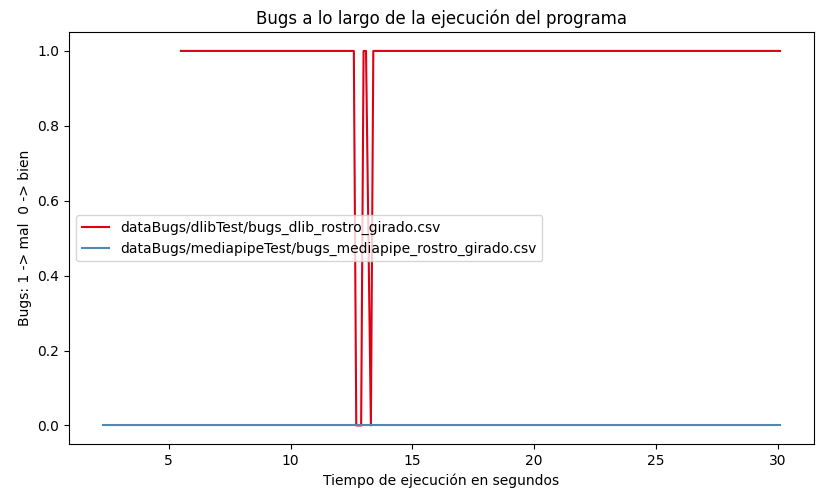 Bugs a lo largo de la ejecución del programa
Bugs: 1 -> mal  0 -> bien
1.0
0.8
0.6
0.4
0.2
0.0
dataBugs/dlibTest/bugs_dlib_rostro_girado.csv
dataBugs/mediapipeTest/bugs_mediapipe_rostro_girado.csv
5 10 15 20 25 30
Tiempo de ejecución en segundos